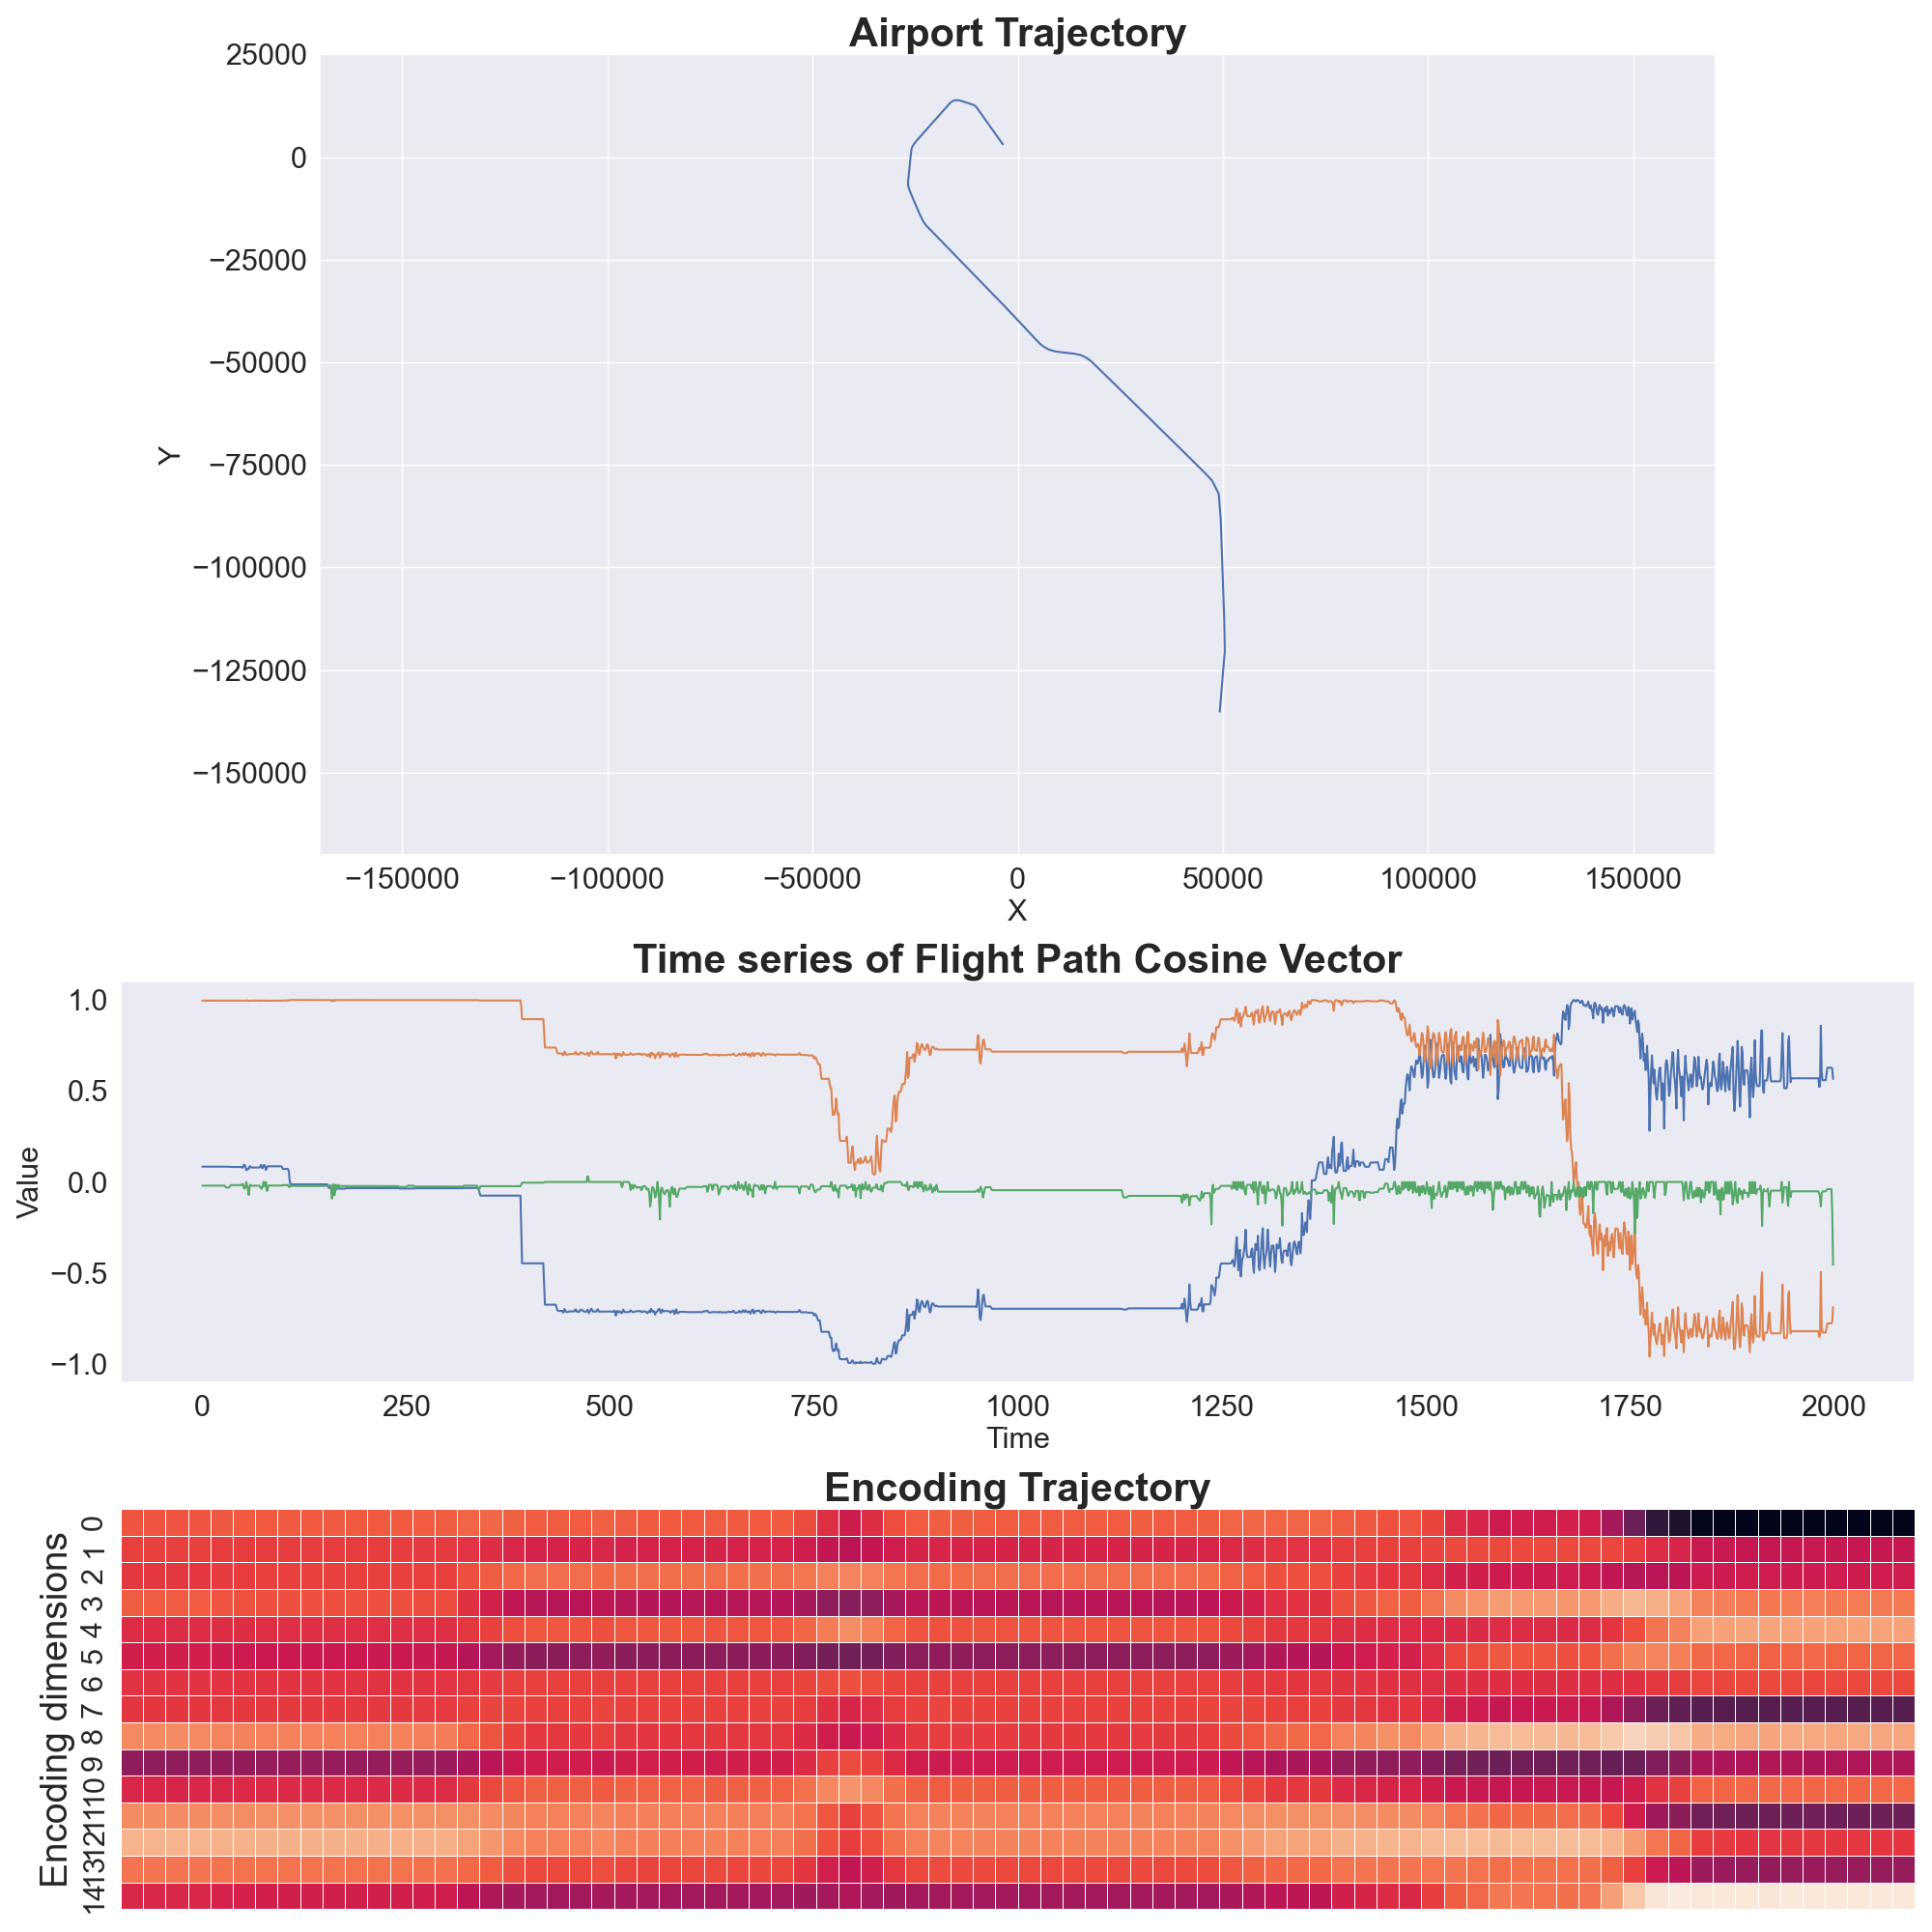 Airport Trajectory
25000
0
−25000
−50000
−75000
−100000
−125000
−150000
Y
−150000 −100000 −50000 0 50000 100000 150000
X
Time series of Flight Path Cosine Vector
1.0
0.5
0.0
−0.5
−1.0
Value
0 250 500 750 1000 1250 1500 1750 2000
Time
Encoding Trajectory
Encoding dimensions
0
1
2
3
4
5
6
7
8
9
10
11
12
13
14